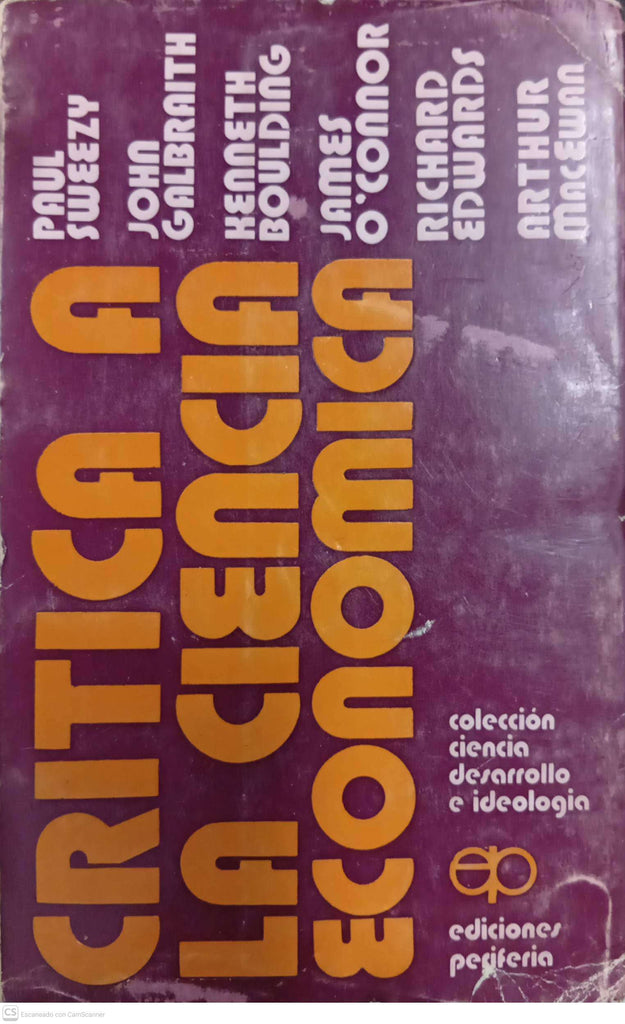 CRITICA A
LA CIENCIA
ECONOMICA
PAUL
SWEEZY
JOHN
GALBRAITH
KENNETH
BOULDING
JAMES
O'CONNOR
RICHARD
EDWARDS
ARTHUR
MACEWAN
colección
ciencia
desarrollo
e ideologia
ep
ediciones
periferia
CS Escaneado con CamScanner